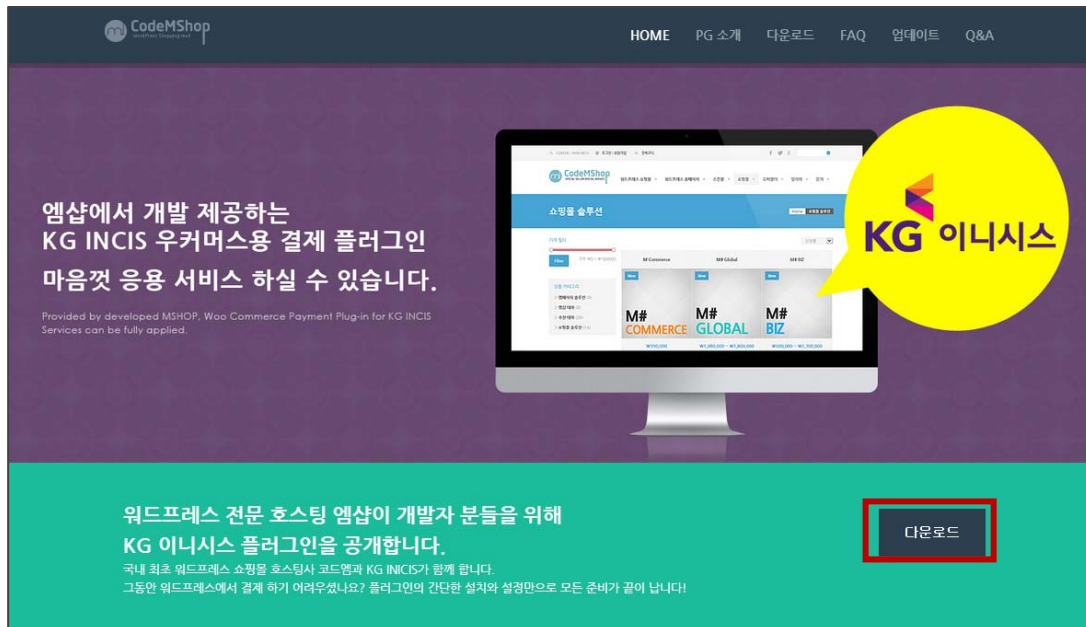 CodeMShop
HOME PG 소개 다운로드 FAQ 업데이트 Q&A
엠샵에서 개발 제공하는
KG INCIS 우커머스용 결제 플러그인
마음껏 응용 서비스 하실 수 있습니다.
Provided by developed MSHOP, Woo Commerce Payment Plug-in for KG INCIS
Services can be fully applied.
CodeMShop
쇼핑몰 솔루션
Filter
M Commerce M# Global M# BIZ
M# COMMERCE
M# GLOBAL
M# BIZ
KG 이니시스
워드프레스 전문 호스팅 엠샵이 개발자 분들을 위해
KG 이니시스 플러그인을 공개합니다.
다운로드
국내 최초 워드프레스 쇼핑몰 호스팅사 코드엠과 KG INICIS가 함께 합니다.
그동안 워드프레스에서 결제 하기 어려우셨나요? 플러그인의 간단한 설치와 설정만으로 모든 준비가 끝이 납니다!